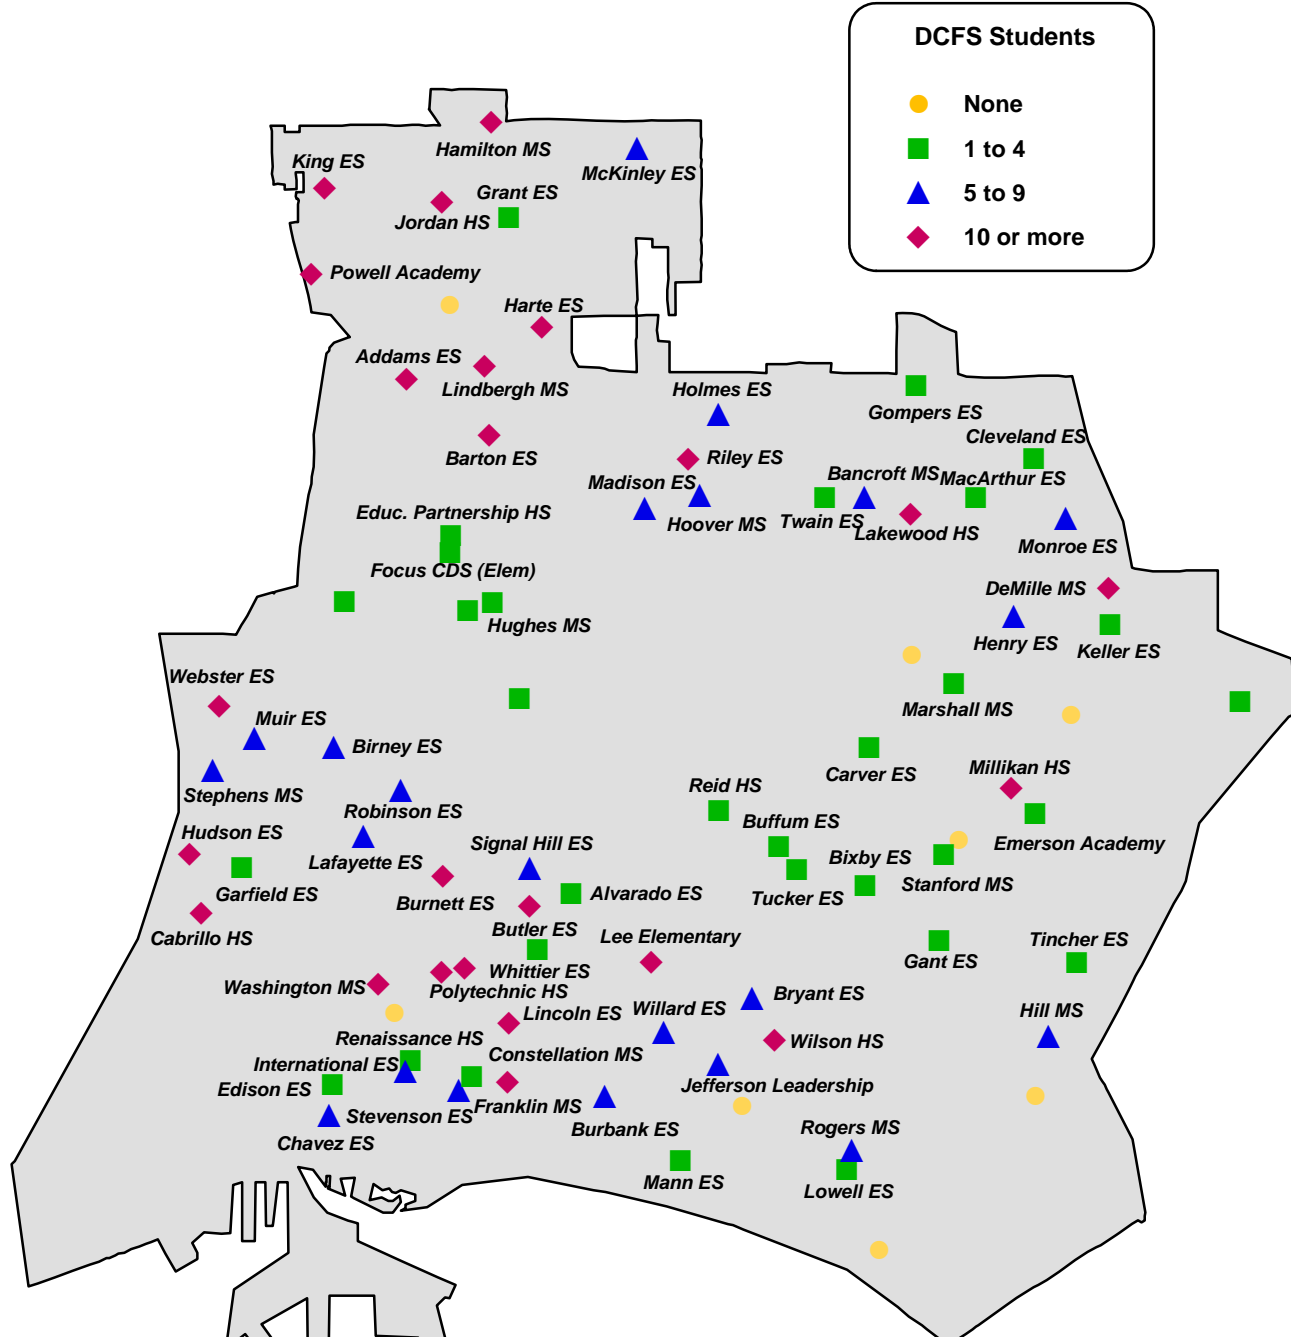 DCFS Students
None
1 to 4
5 to 9
10 or more
Hamilton MS
King ES
McKinley ES
Grant ES
Jordan HS
Powell Academy
Harte ES
Addams ES
Lindbergh MS
Holmes ES
Gompers ES
Cleveland ES
Barton ES
Riley ES
Madison ES
Bancroft MS
MacArthur ES
Educ. Partnership HS
Hoover MS
Twain ES
Lakewood HS
Monroe ES
Focus CDS (Elem)
DeMille MS
Hughes MS
Henry ES
Keller ES
Webster ES
Marshall MS
Muir ES
Birney ES
Carver ES
Millikan HS
Stephens MS
Reid HS
Robinson ES
Buffum ES
Hudson ES
Signal Hill ES
Emerson Academy
Lafayette ES
Bixby ES
Stanford MS
Garfield ES
Alvarado ES
Tucker ES
Burnett ES
Butler ES
Cabrillo HS
Lee Elementary
Tincher ES
Gant ES
Whittier ES
Washington MS
Polytechnic HS
Bryant ES
Lincoln ES
Willard ES
Hill MS
Renaissance HS
Wilson HS
Constellation MS
International ES
Edison ES
Jefferson Leadership
Stevenson ES
Franklin MS
Chavez ES
Burbank ES
Rogers MS
Mann ES
Lowell ES